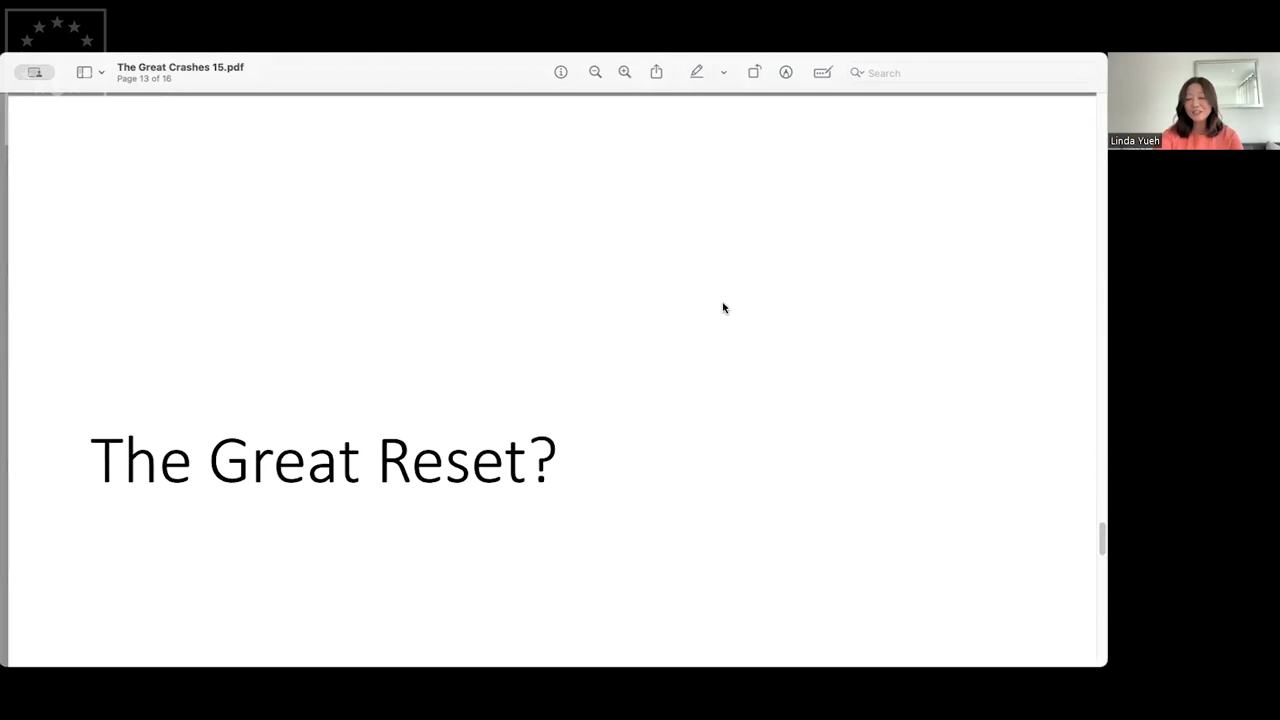 The Great Crashes 15.pdf
Page 13 of 16
Search
Linda Yueh
The Great Reset?